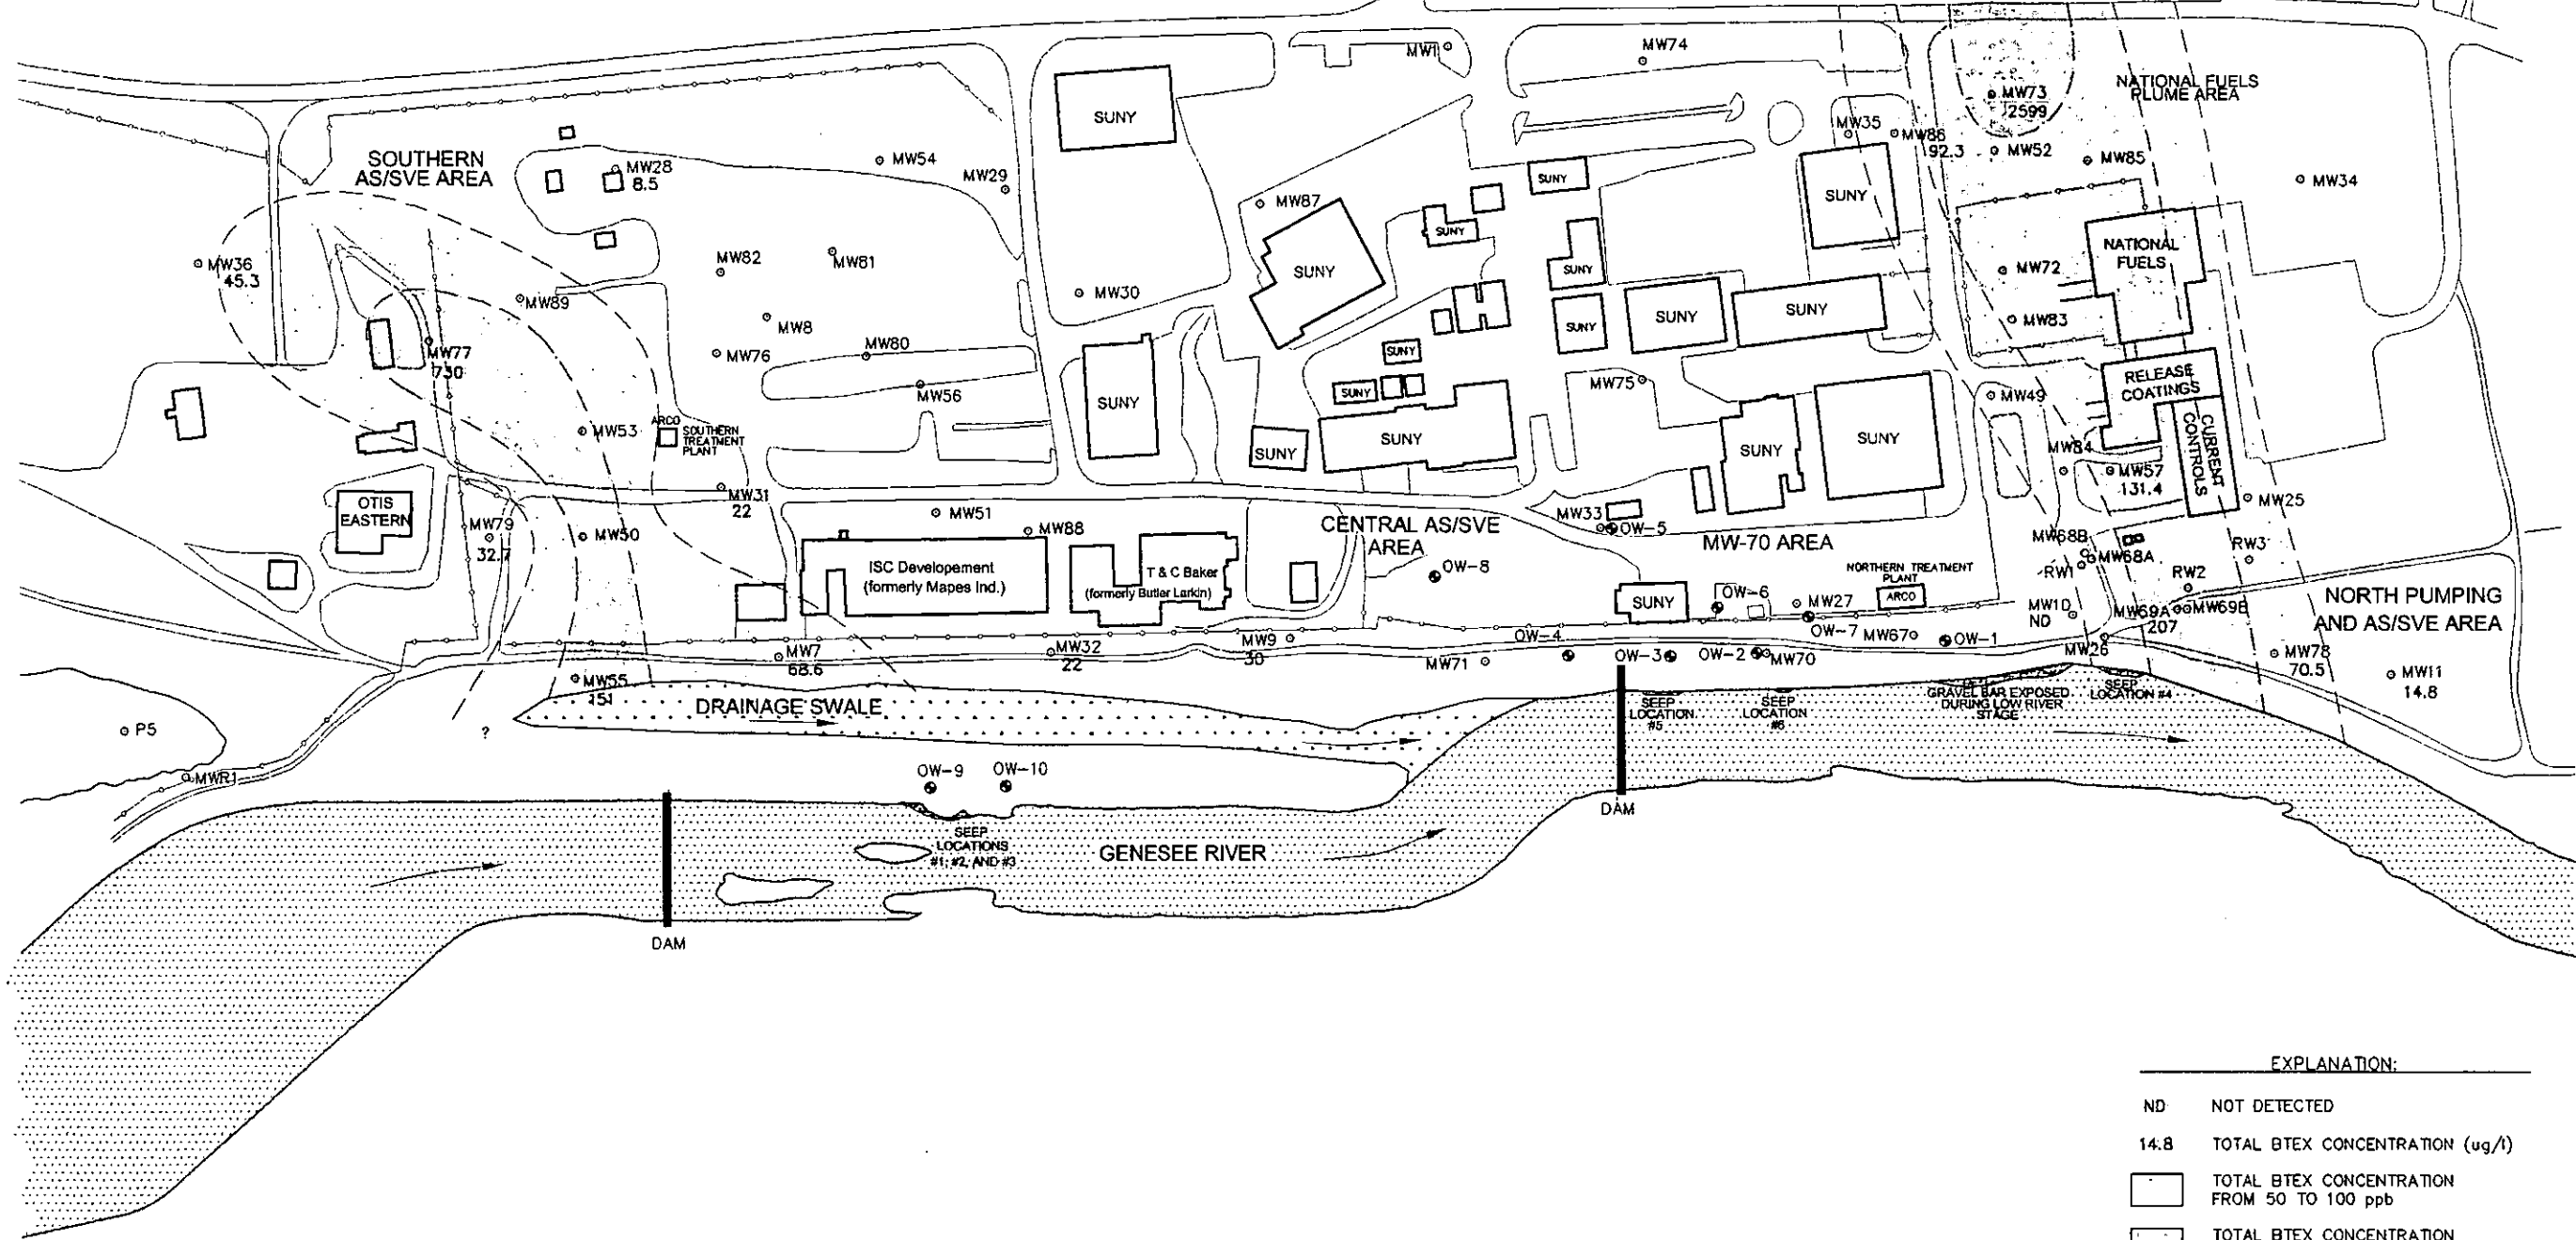 MW1
MW74
NATIONAL FUELS
PLUME AREA
MW73
2599
MW35
MW86
92.3
MW52
MW85
MW34
SOUTHERN
AS/SVE AREA
MW28
8.5
MW54
MW29
SUNY
MW87
SUNY
SUNY
SUNY
SUNY
SUNY
NATIONAL
FUELS
MW36
45.3
MW82
MW81
MW89
MW30
MW8
MW72
MW83
SUNY
SUNY
SUNY
MW77
730
MW76
MW80
MW56
SUNY
SUNY
SUNY
MW75
MW49
RELEASE
COATINGS
CURRENT
CONTROLS
MW53
ARCO
SOUTHERN
TREATMENT
PLANT
SUNY
SUNY
SUNY
SUNY
MW84
MW57
131.4
MW31
22
OTIS
EASTERN
MW79
32.7
MW50
MW51
MW88
CENTRAL AS/SVE
AREA
MW33
OW-5
MW-70 AREA
MW25
MW68B
MW68A
RW3
RW1
RW2
ISC Developement
(formerly Mapes Ind.)
T & C Baker
(formerly Butler Larkin)
OW-8
SUNY
OW-6
MW27
NORTHERN TREATMENT
PLANT
ARCO
MW1D
ND
MW69A
MW69B
207
NORTH PUMPING
AND AS/SVE AREA
MW7
68.6
MW32
22
MW9
30
OW-4
MW71
OW-3
OW-2
MW70
OW-7
MW67
OW-1
MW26
MW78
70.5
MW11
14.8
MW55
151
DRAINAGE SWALE
SEEP
LOCATION
#5
SEEP
LOCATION
#6
GRAVEL BAR EXPOSED
DURING LOW RIVER
STAGE
SEEP
LOCATION #4
P5
?
MWR1
OW-9
OW-10
DAM
SEEP
LOCATIONS
#1, #2, AND #3
GENESEE RIVER
DAM
EXPLANATION:
ND NOT DETECTED
14.8 TOTAL BTEX CONCENTRATION (ug/l)
TOTAL BTEX CONCENTRATION
FROM 50 TO 100 ppb
TOTAL BTEX CONCENTRATION